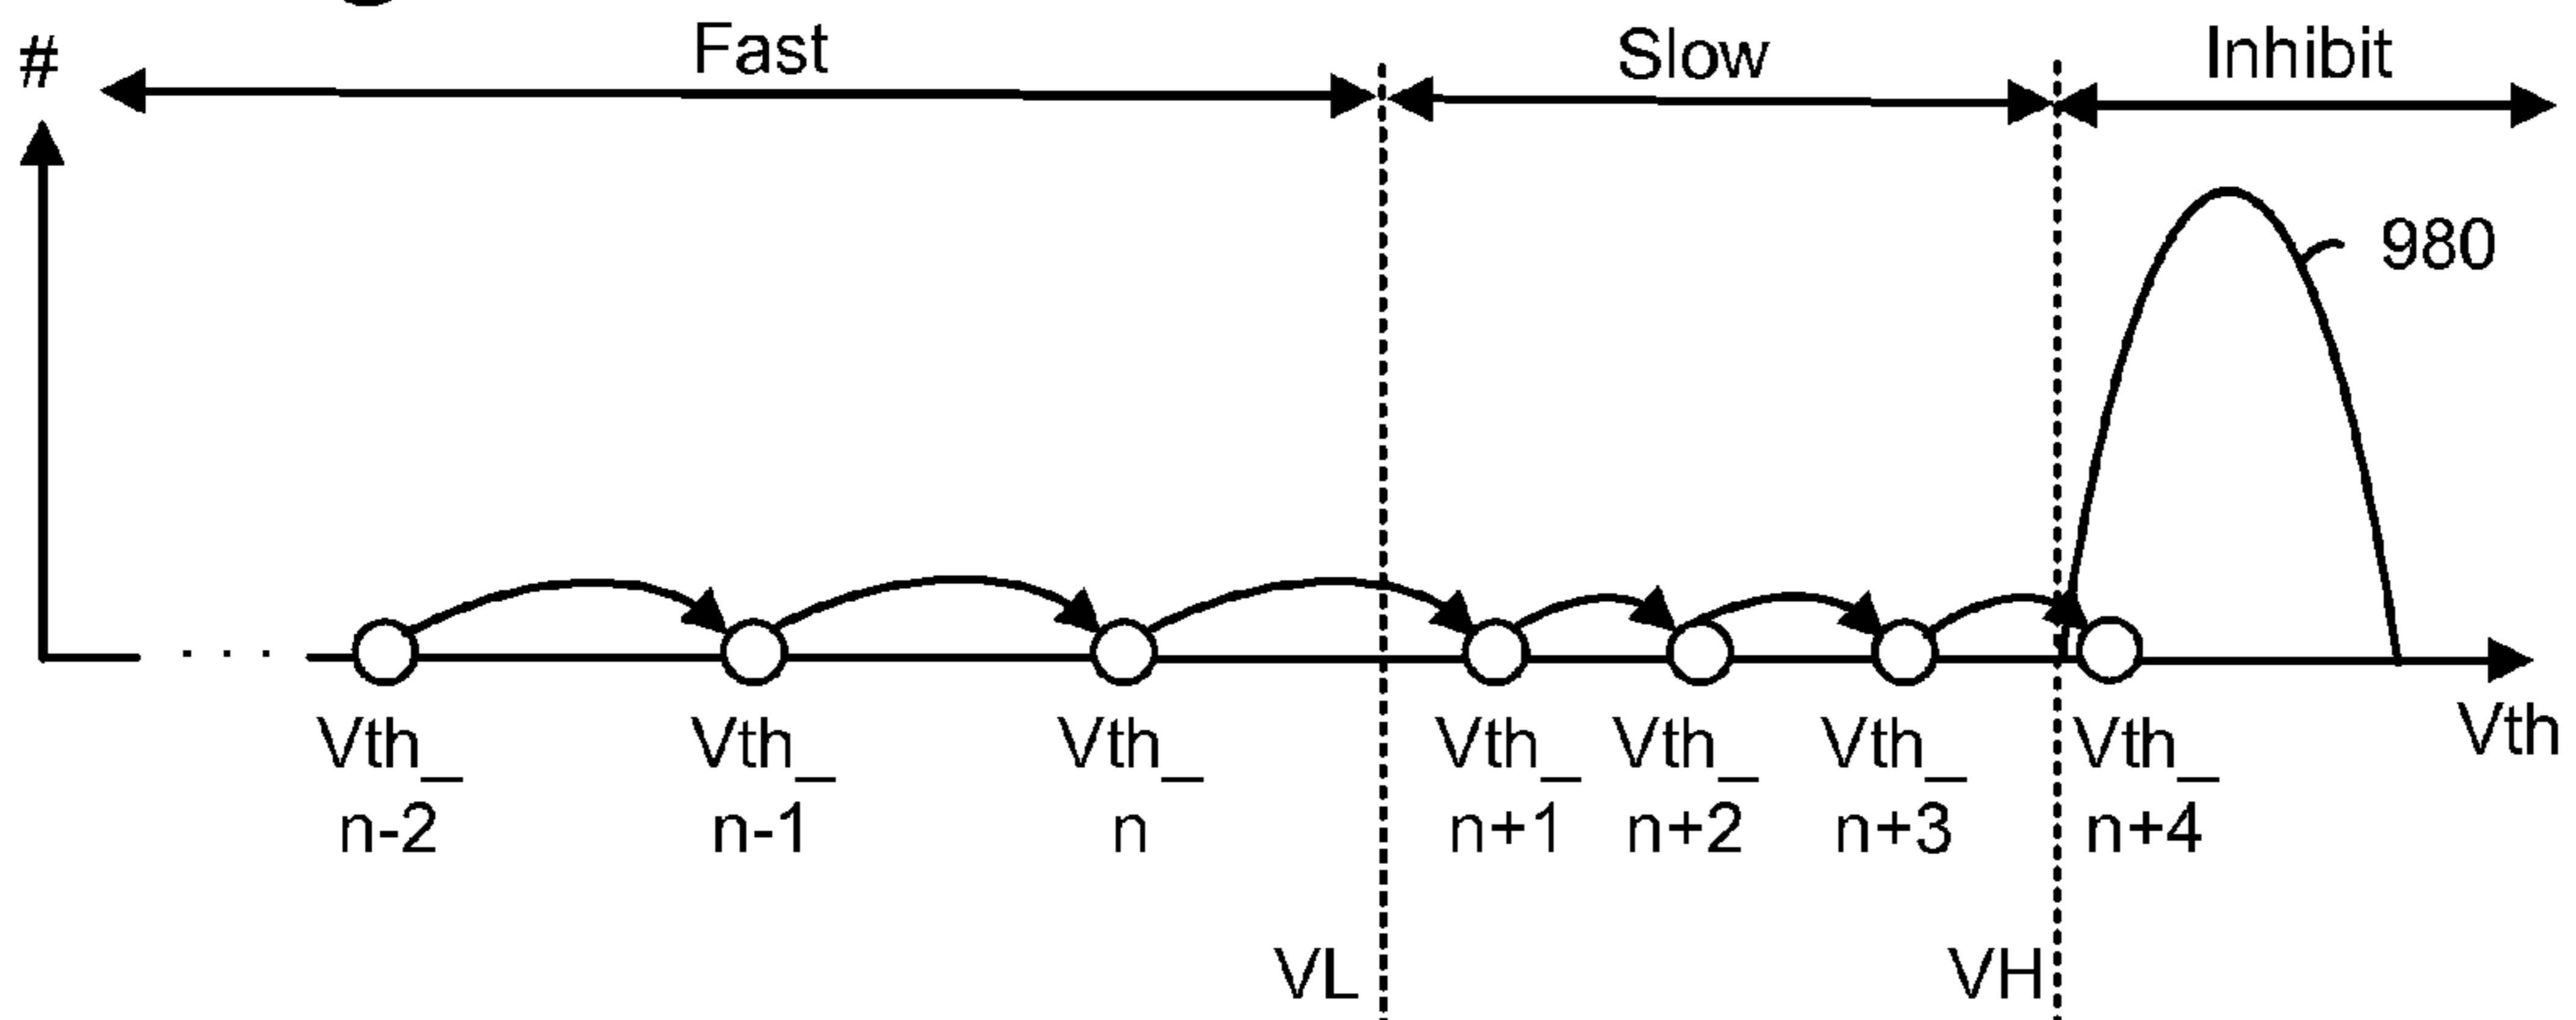 Fast Slow Inhibit
#
980
Vth_ Vth_ Vth_ Vth_ Vth_ Vth_ Vth_ Vth
n-2 n-1 n n+1 n+2 n+3 n+4
VL VH